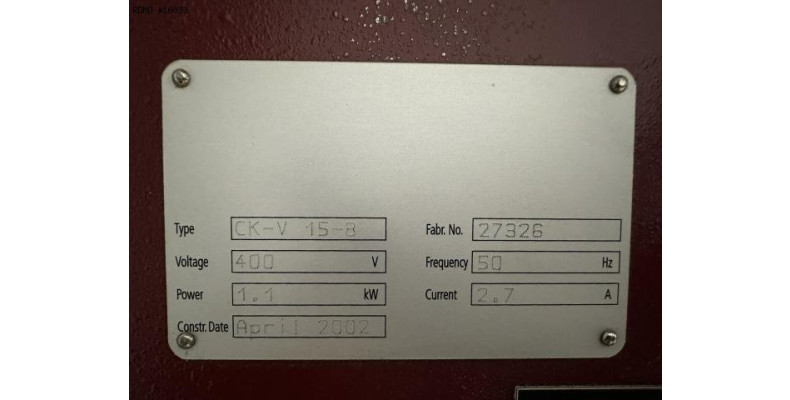 Type CK-V 15-8 Fabr. No. 27326
Voltage 400 V Frequency 50 Hz
Power 1.1 kW Current 2.7 A
Constr. Date April 2002